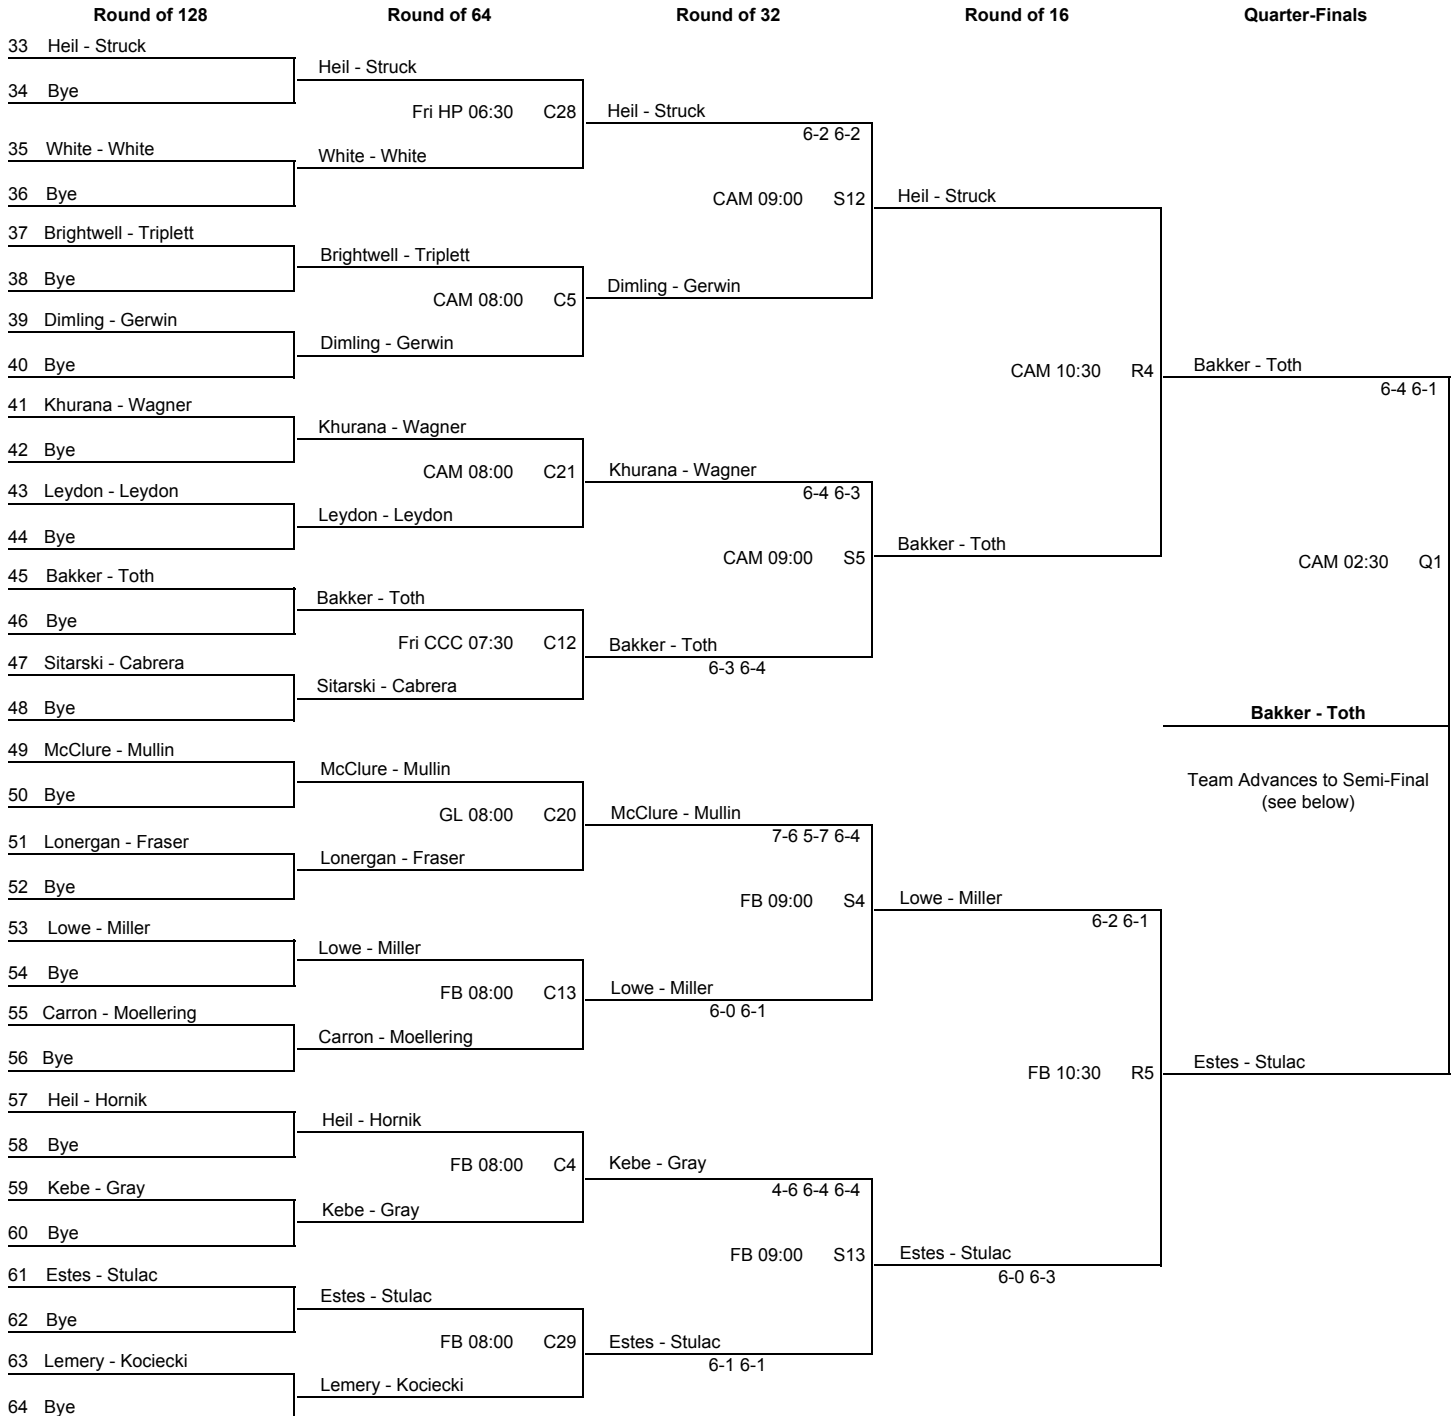 Round of 128 Round of 64 Round of 32 Round of 16 Quarter-Finals
33 Heil - Struck
Heil - Struck
34 Bye
Fri HP 06:30 C28
Heil - Struck
6-2 6-2
35 White - White
White - White
36 Bye
CAM 09:00 S12
Heil - Struck
37 Brightwell - Triplett
Brightwell - Triplett
38 Bye
CAM 08:00 C5
Dimling - Gerwin
39 Dimling - Gerwin
Dimling - Gerwin
40 Bye
CAM 10:30 R4
Bakker - Toth
6-4 6-1
41 Khurana - Wagner
Khurana - Wagner
42 Bye
CAM 08:00 C21
Khurana - Wagner
6-4 6-3
43 Leydon - Leydon
Leydon - Leydon
44 Bye
CAM 09:00 S5
Bakker - Toth
CAM 02:30 Q1
45 Bakker - Toth
Bakker - Toth
46 Bye
Fri CCC 07:30 C12
Bakker - Toth
6-3 6-4
47 Sitarski - Cabrera
Sitarski - Cabrera
48 Bye
Bakker - Toth
49 McClure - Mullin
McClure - Mullin
Team Advances to Semi-Final
(see below)
50 Bye
GL 08:00 C20
McClure - Mullin
7-6 5-7 6-4
51 Lonergan - Fraser
Lonergan - Fraser
52 Bye
FB 09:00 S4
Lowe - Miller
6-2 6-1
53 Lowe - Miller
Lowe - Miller
54 Bye
FB 08:00 C13
Lowe - Miller
6-0 6-1
55 Carron - Moellering
Carron - Moellering
56 Bye
FB 10:30 R5
Estes - Stulac
57 Heil - Hornik
Heil - Hornik
58 Bye
FB 08:00 C4
Kebe - Gray
4-6 6-4 6-4
59 Kebe - Gray
Kebe - Gray
60 Bye
FB 09:00 S13
Estes - Stulac
6-0 6-3
61 Estes - Stulac
Estes - Stulac
62 Bye
FB 08:00 C29
Estes - Stulac
6-1 6-1
63 Lemery - Kociecki
Lemery - Kociecki
64 Bye